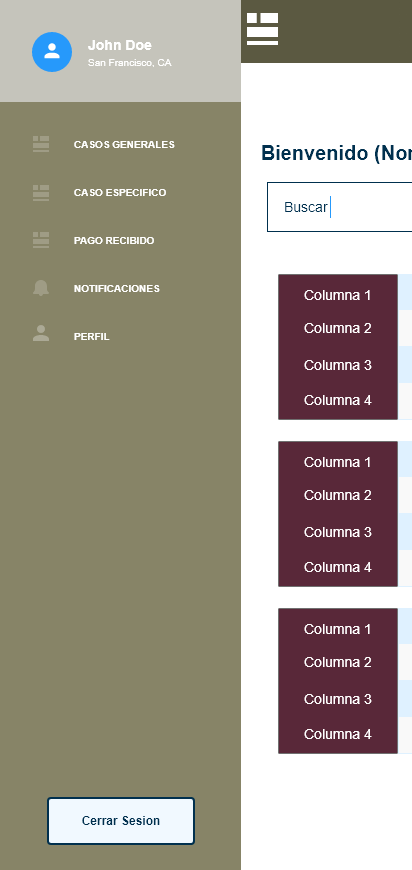 John Doe
San Francisco, CA
CASOS GENERALES
CASO ESPECIFICO
PAGO RECIBIDO
NOTIFICACIONES
PERFIL
Cerrar Sesion
Bienvenido (Nor
Buscar
Columna 1
Columna 2
Columna 3
Columna 4
Columna 1
Columna 2
Columna 3
Columna 4
Columna 1
Columna 2
Columna 3
Columna 4